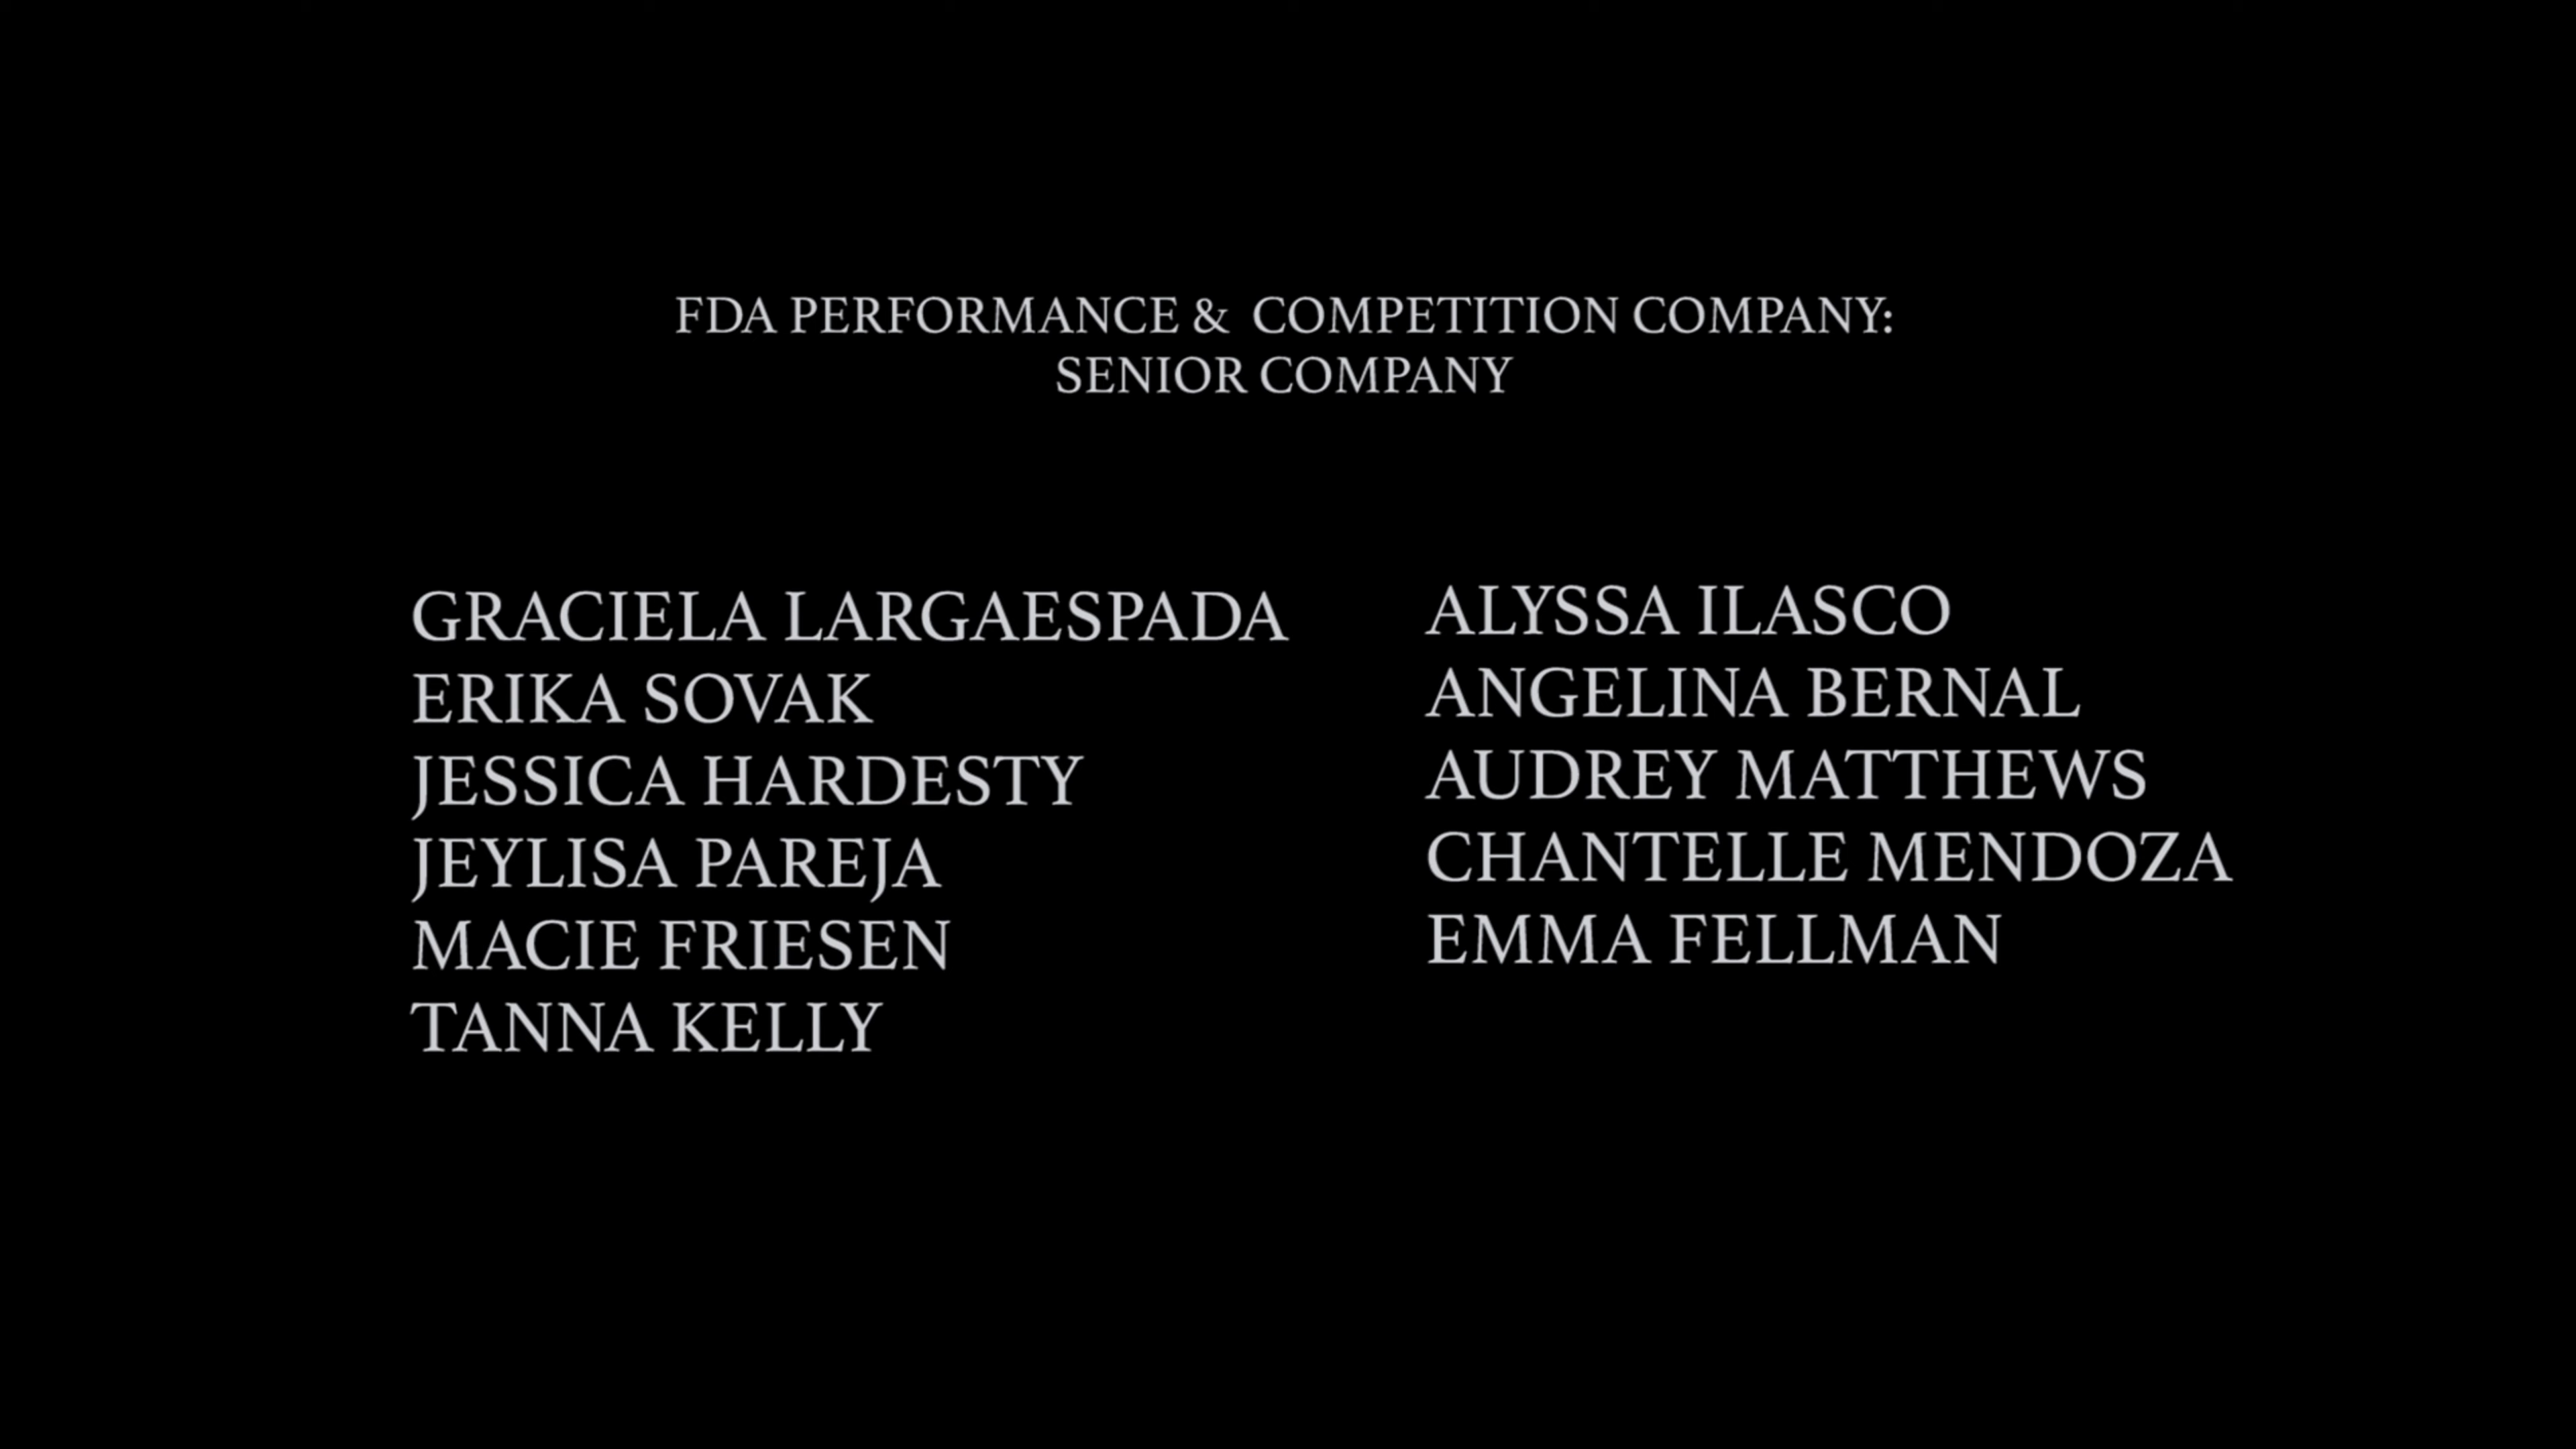 FDA PERFORMANCE & COMPETITION COMPANY:
SENIOR COMPANY
GRACIELA LARGAESPADA
ERIKA SOVAK
JESSICA HARDESTY
JEYLISA PAREJA
MACIE FRIESEN
TANNA KELLY
ALYSSA ILASCO
ANGELINA BERNAL
AUDREY MATTHEWS
CHANTELLE MENDOZA
EMMA FELLMAN